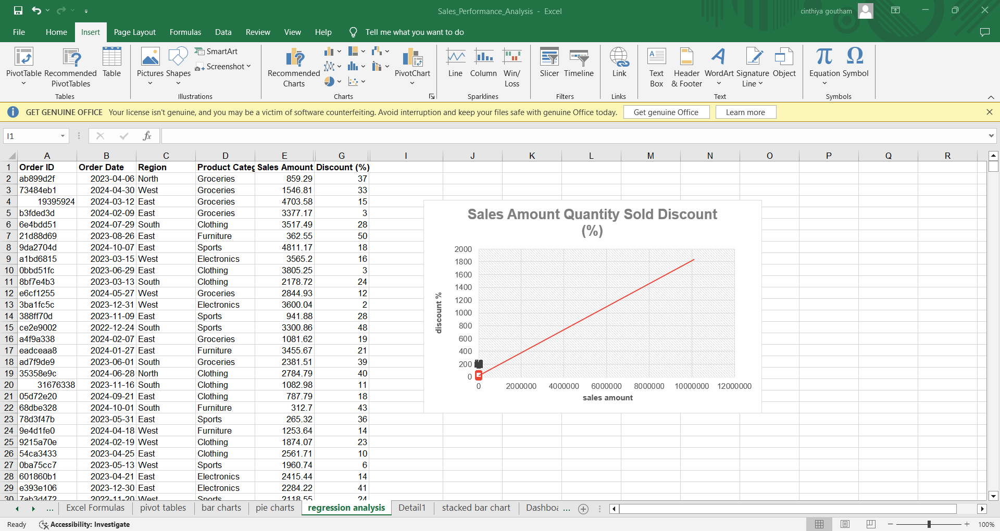 Sales_Performance_Analysis - Excel
cinthiya goutham
File Home Insert Page Layout Formulas Data Review View Help Tell me what you want to do
PivotTable Recommended PivotTables Table
Tables
Pictures Shapes SmartArt Screenshot
Illustrations
Recommended Charts PivotChart
Charts
Line Column Win/Loss
Sparklines
Slicer Timeline
Filters
Link
Links
Text Box Header & Footer WordArt Signature Line Object
Text
Equation Symbol
Symbols
GET GENUINE OFFICE Your license isn't genuine, and you may be a victim of software counterfeiting. Avoid interruption and keep your files safe with genuine Office today. Get genuine Office Learn more
I1 fx
A B C D E G I J K L M N O P Q R
1 Order ID Order Date Region Product Categ Sales Amount Discount (%)
2 ab899d2f 2023-04-06 North Groceries 859.29 37
3 73484eb1 2024-04-30 West Groceries 1546.81 33
4 19395924 2024-03-12 East Groceries 4703.58 15
5 b3fded3d 2024-02-09 East Groceries 3377.17 3
6 6e4bdd51 2024-07-29 South Clothing 3517.49 28
7 21d88d69 2023-08-26 East Furniture 362.55 50
8 9da2704d 2024-10-07 East Sports 4811.17 18
9 a1bd6815 2023-03-15 West Electronics 3565.2 16
10 0bbd51fc 2023-06-29 East Clothing 3805.25 3
11 8bf7e4b3 2023-03-13 South Clothing 2178.72 24
12 e6cf1255 2024-05-27 West Groceries 2844.93 12
13 3ba1fc5c 2023-12-31 West Electronics 3600.04 2
14 388ff70d 2023-11-09 East Sports 941.88 28
15 ce2e9002 2022-12-24 South Sports 3300.86 48
16 a4f9a338 2024-02-07 East Groceries 1081.62 19
17 eadceaa8 2024-01-27 East Furniture 3455.67 21
18 ad7f9de9 2023-06-01 South Groceries 2381.51 39
19 35358e9c 2024-06-28 North Clothing 2784.79 40
20 31676338 2023-11-16 South Clothing 1082.98 11
21 05d72e20 2024-09-21 East Clothing 787.79 18
22 68dbe328 2024-10-01 South Furniture 312.7 43
23 78d3f47b 2023-05-31 East Sports 265.32 36
24 9e4d1fe0 2024-04-18 West Furniture 1253.64 14
25 9215a70e 2024-02-19 West Clothing 1874.07 23
26 54ca3433 2023-04-25 East Clothing 2561.71 10
27 0ba75cc7 2023-05-13 West Sports 1960.74 6
28 601860b1 2023-04-21 East Electronics 2415.44 14
29 e393e106 2023-12-30 East Electronics 2284.22 41
30 7ab3d472 2022-11-20 West Sports 2118.55 24
Sales Amount Quantity Sold Discount
(%)
discount %
2000
1800
1600
1400
1200
1000
800
600
400
200
0
0 2000000 4000000 6000000 8000000 10000000 12000000
sales amount
... Excel Formulas pivot tables bar charts pie charts regression analysis Detail1 stacked bar chart Dashboa ...
Ready Accessibility: Investigate 100%